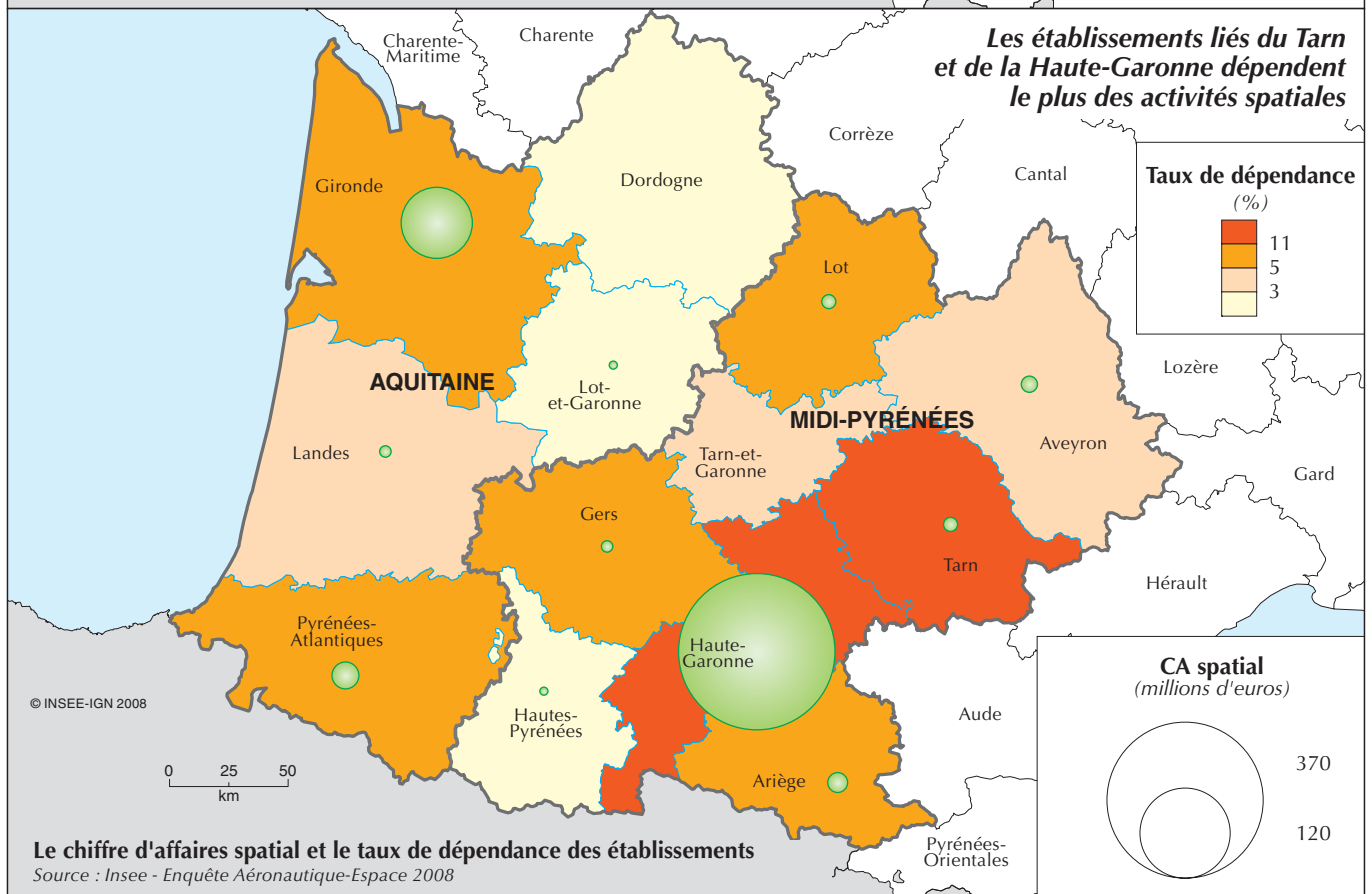 Les établissements liés du Tarn
et de la Haute-Garonne dépendent
le plus des activités spatiales
Charente-
Maritime
Charente
Corrèze
Cantal
Gironde
Dordogne
Taux de dépendance
(%)
11
5
3
Lot
Lozère
AQUITAINE
Lot-
et-Garonne
MIDI-PYRÉNÉES
Landes
Tarn-et-
Garonne
Aveyron
Gard
Gers
Tarn
Hérault
Pyrénées-
Atlantiques
Haute-
Garonne
CA spatial
(millions d'euros)
370
120
© INSEE-IGN 2008
Hautes-
Pyrénées
Aude
Ariège
0 25 50
km
Pyrénées-
Orientales
Le chiffre d'affaires spatial et le taux de dépendance des établissements
Source : Insee - Enquête Aéronautique-Espace 2008